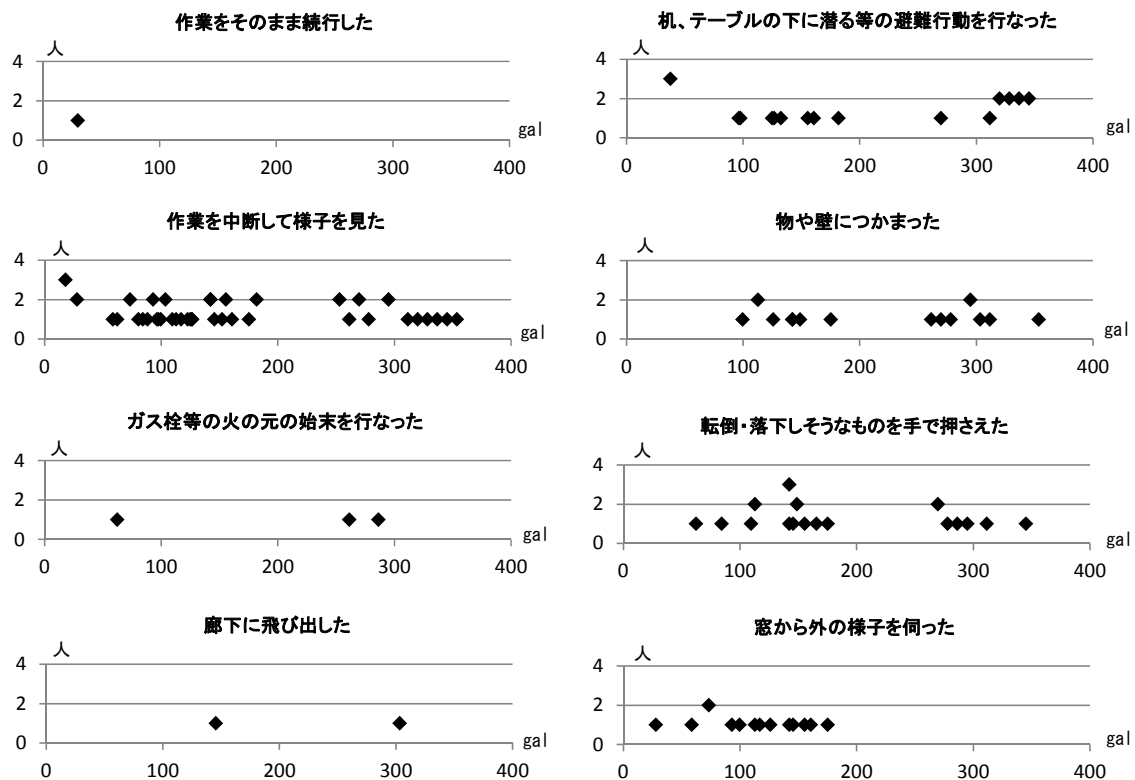 作業をそのまま続行した
人
4
2
0
gal
0 100 200 300 400
机、テーブルの下に潜る等の避難行動を行なった
人
4
2
0
gal
0 100 200 300 400
作業を中断して様子を見た
人
4
2
0
gal
0 100 200 300 400
物や壁につかまった
人
4
2
0
gal
0 100 200 300 400
ガス栓等の火の元の始末を行なった
人
4
2
0
gal
0 100 200 300 400
転倒・落下しそうなものを手で押さえた
人
4
2
0
gal
0 100 200 300 400
廊下に飛び出した
人
4
2
0
gal
0 100 200 300 400
窓から外の様子を伺った
人
4
2
0
gal
0 100 200 300 400